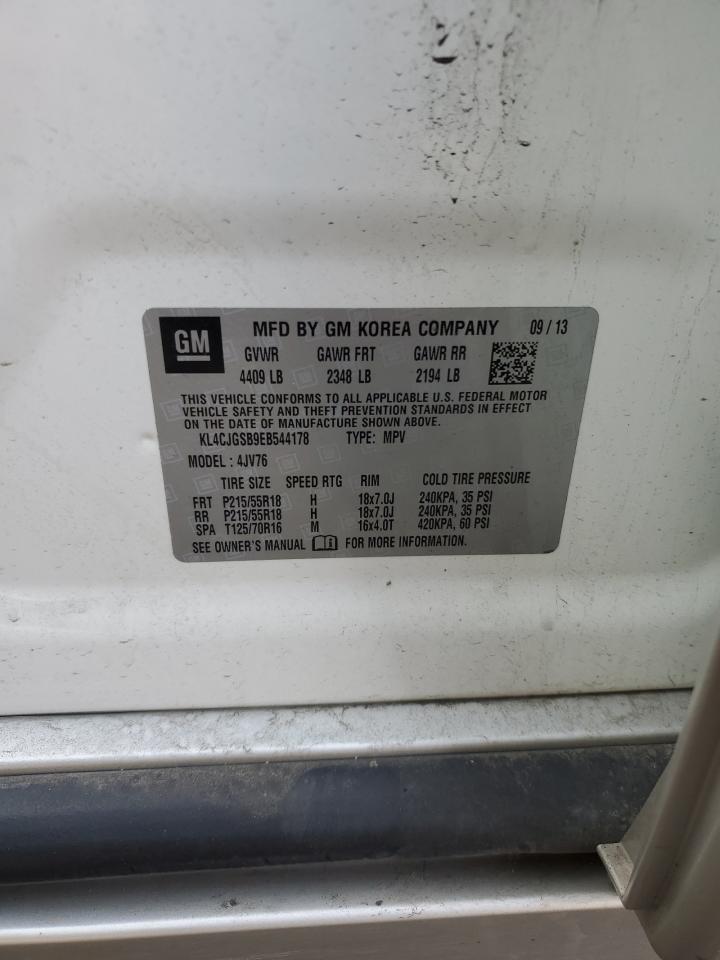 GM MFD BY GM KOREA COMPANY 09 / 13
GVWR GAWR FRT GAWR RR
4409 LB 2348 LB 2194 LB
THIS VEHICLE CONFORMS TO ALL APPLICABLE U.S. FEDERAL MOTOR
VEHICLE SAFETY AND THEFT PREVENTION STANDARDS IN EFFECT
ON THE DATE OF MANUFACTURE SHOWN ABOVE.
KL4CJGSB9EB544178 TYPE: MPV
MODEL : 4JV76
TIRE SIZE SPEED RTG RIM COLD TIRE PRESSURE
FRT P215/55R18 H 18x7.0J 240KPA, 35 PSI
RR P215/55R18 H 18x7.0J 240KPA, 35 PSI
SPA T125/70R16 M 16x4.0T 420KPA, 60 PSI
SEE OWNER'S MANUAL FOR MORE INFORMATION.